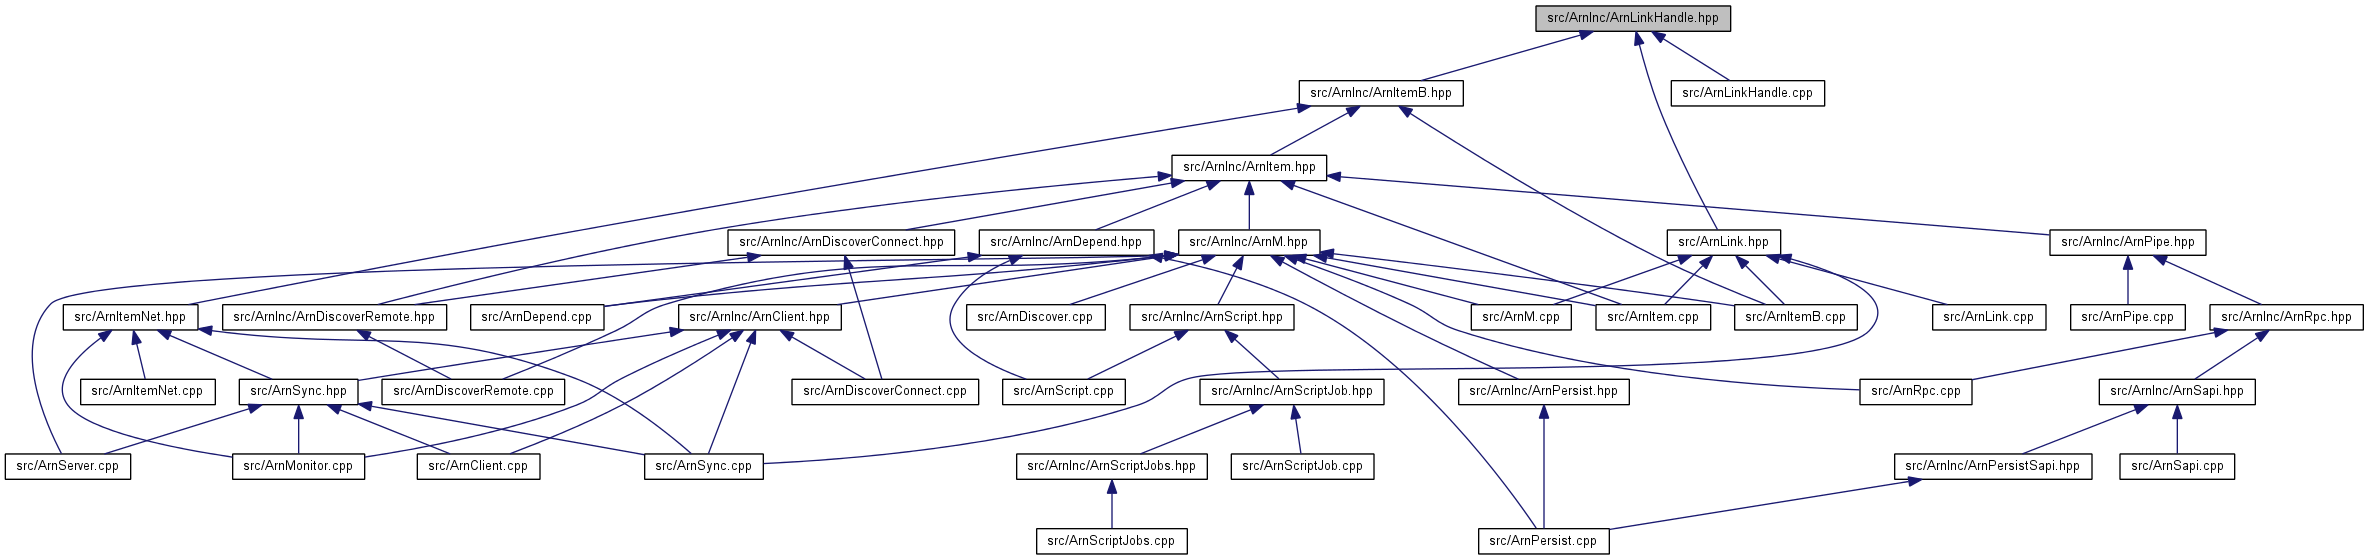 src/ArnInc/ArnLinkHandle.hpp
src/ArnInc/ArnItemB.hpp
src/ArnLinkHandle.cpp
src/ArnInc/ArnItem.hpp
src/ArnInc/ArnDiscoverConnect.hpp
src/ArnInc/ArnDepend.hpp
src/ArnInc/ArnM.hpp
src/ArnLink.hpp
src/ArnInc/ArnPipe.hpp
src/ArnItemNet.hpp
src/ArnInc/ArnDiscoverRemote.hpp
src/ArnDepend.cpp
src/ArnInc/ArnClient.hpp
src/ArnDiscover.cpp
src/ArnInc/ArnScript.hpp
src/ArnM.cpp
src/ArnItem.cpp
src/ArnItemB.cpp
src/ArnLink.cpp
src/ArnPipe.cpp
src/ArnInc/ArnRpc.hpp
src/ArnItemNet.cpp
src/ArnSync.hpp
src/ArnDiscoverRemote.cpp
src/ArnDiscoverConnect.cpp
src/ArnScript.cpp
src/ArnInc/ArnScriptJob.hpp
src/ArnInc/ArnPersist.hpp
src/ArnRpc.cpp
src/ArnInc/ArnSapi.hpp
src/ArnServer.cpp
src/ArnMonitor.cpp
src/ArnClient.cpp
src/ArnSync.cpp
src/ArnInc/ArnScriptJobs.hpp
src/ArnScriptJob.cpp
src/ArnInc/ArnPersistSapi.hpp
src/ArnSapi.cpp
src/ArnScriptJobs.cpp
src/ArnPersist.cpp